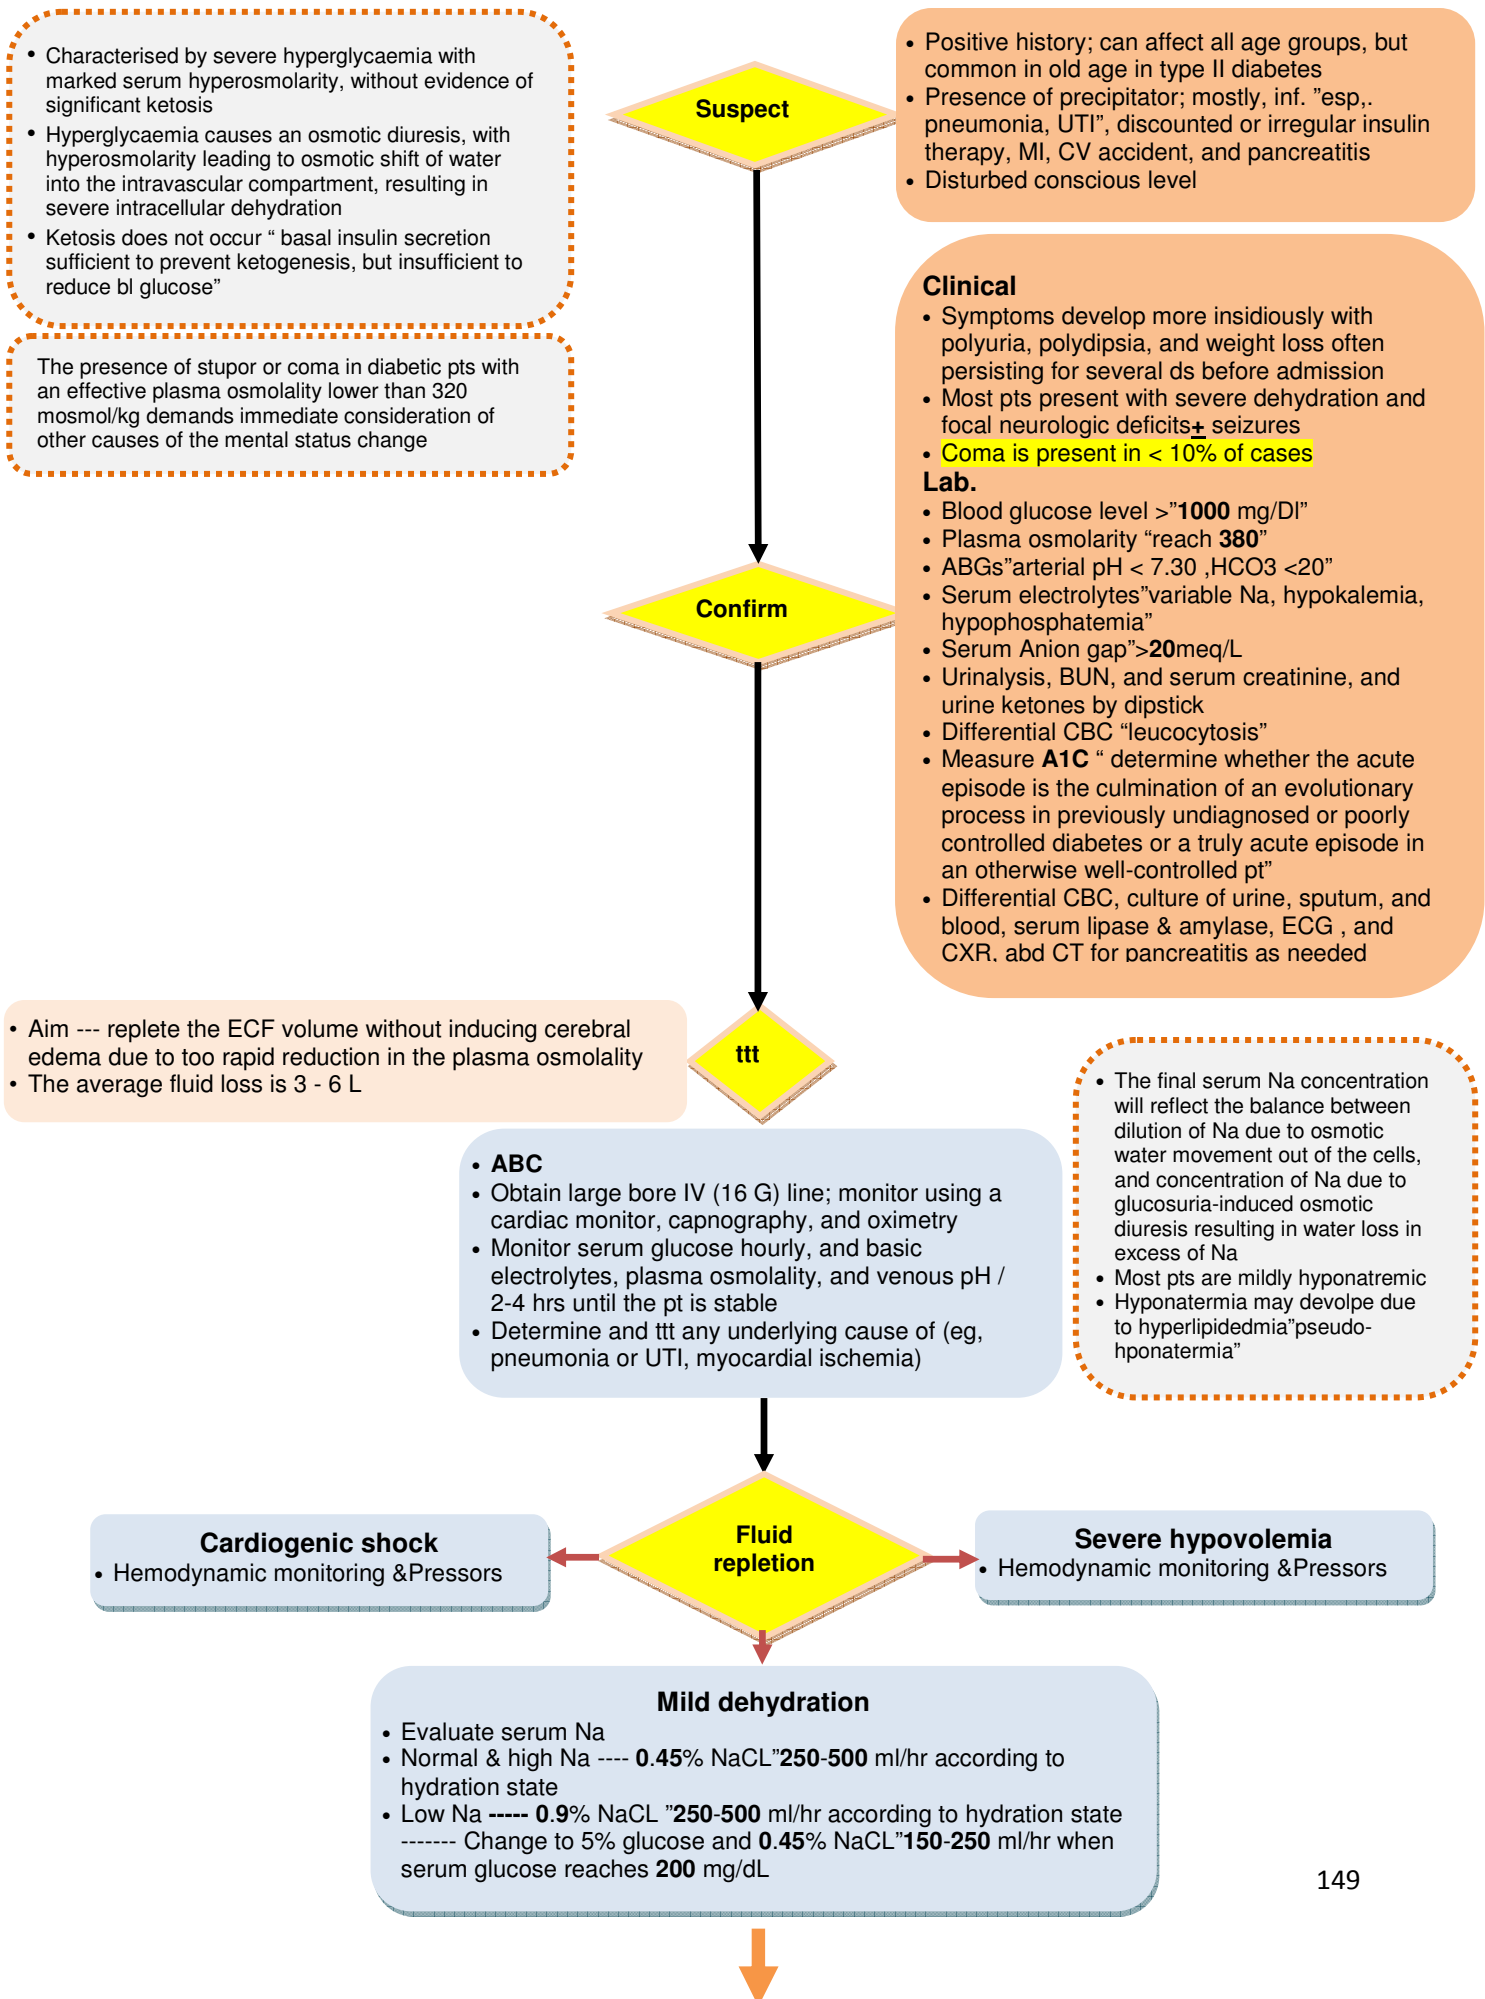 • Characterised by severe hyperglycaemia with
marked serum hyperosmolarity, without evidence of
significant ketosis
• Hyperglycaemia causes an osmotic diuresis, with
hyperosmolarity leading to osmotic shift of water
into the intravascular compartment, resulting in
severe intracellular dehydration
• Ketosis does not occur “ basal insulin secretion
sufficient to prevent ketogenesis, but insufficient to
reduce bl glucose”
The presence of stupor or coma in diabetic pts with
an effective plasma osmolality lower than 320
mosmol/kg demands immediate consideration of
other causes of the mental status change
Suspect
• Positive history; can affect all age groups, but
common in old age in type II diabetes
• Presence of precipitator; mostly, inf. ”esp,.
pneumonia, UTI”, discounted or irregular insulin
therapy, MI, CV accident, and pancreatitis
• Disturbed conscious level
Confirm
Clinical
• Symptoms develop more insidiously with
polyuria, polydipsia, and weight loss often
persisting for several ds before admission
• Most pts present with severe dehydration and
focal neurologic deficits+ seizures
• Coma is present in < 10% of cases
Lab.
• Blood glucose level >”1000 mg/Dl”
• Plasma osmolarity “reach 380”
• ABGs”arterial pH < 7.30 ,HCO3 <20”
• Serum electrolytes”variable Na, hypokalemia,
hypophosphatemia”
• Serum Anion gap”>20meq/L
• Urinalysis, BUN, and serum creatinine, and
urine ketones by dipstick
• Differential CBC “leucocytosis”
• Measure A1C “ determine whether the acute
episode is the culmination of an evolutionary
process in previously undiagnosed or poorly
controlled diabetes or a truly acute episode in
an otherwise well-controlled pt”
• Differential CBC, culture of urine, sputum, and
blood, serum lipase & amylase, ECG , and
CXR, abd CT for pancreatitis as needed
• Aim --- replete the ECF volume without inducing cerebral
edema due to too rapid reduction in the plasma osmolality
• The average fluid loss is 3 - 6 L
ttt
• The final serum Na concentration
will reflect the balance between
dilution of Na due to osmotic
water movement out of the cells,
and concentration of Na due to
glucosuria-induced osmotic
diuresis resulting in water loss in
excess of Na
• Most pts are mildly hyponatremic
• Hyponatermia may devolpe due
to hyperlipidedmia”pseudo-
hponatermia”
• ABC
• Obtain large bore IV (16 G) line; monitor using a
cardiac monitor, capnography, and oximetry
• Monitor serum glucose hourly, and basic
electrolytes, plasma osmolality, and venous pH /
2-4 hrs until the pt is stable
• Determine and ttt any underlying cause of (eg,
pneumonia or UTI, myocardial ischemia)
Fluid
repletion
Cardiogenic shock
• Hemodynamic monitoring &Pressors
Severe hypovolemia
• Hemodynamic monitoring &Pressors
Mild dehydration
• Evaluate serum Na
• Normal & high Na ---- 0.45% NaCL”250-500 ml/hr according to
hydration state
• Low Na ----- 0.9% NaCL ”250-500 ml/hr according to hydration state
------- Change to 5% glucose and 0.45% NaCL”150-250 ml/hr when
serum glucose reaches 200 mg/dL
149